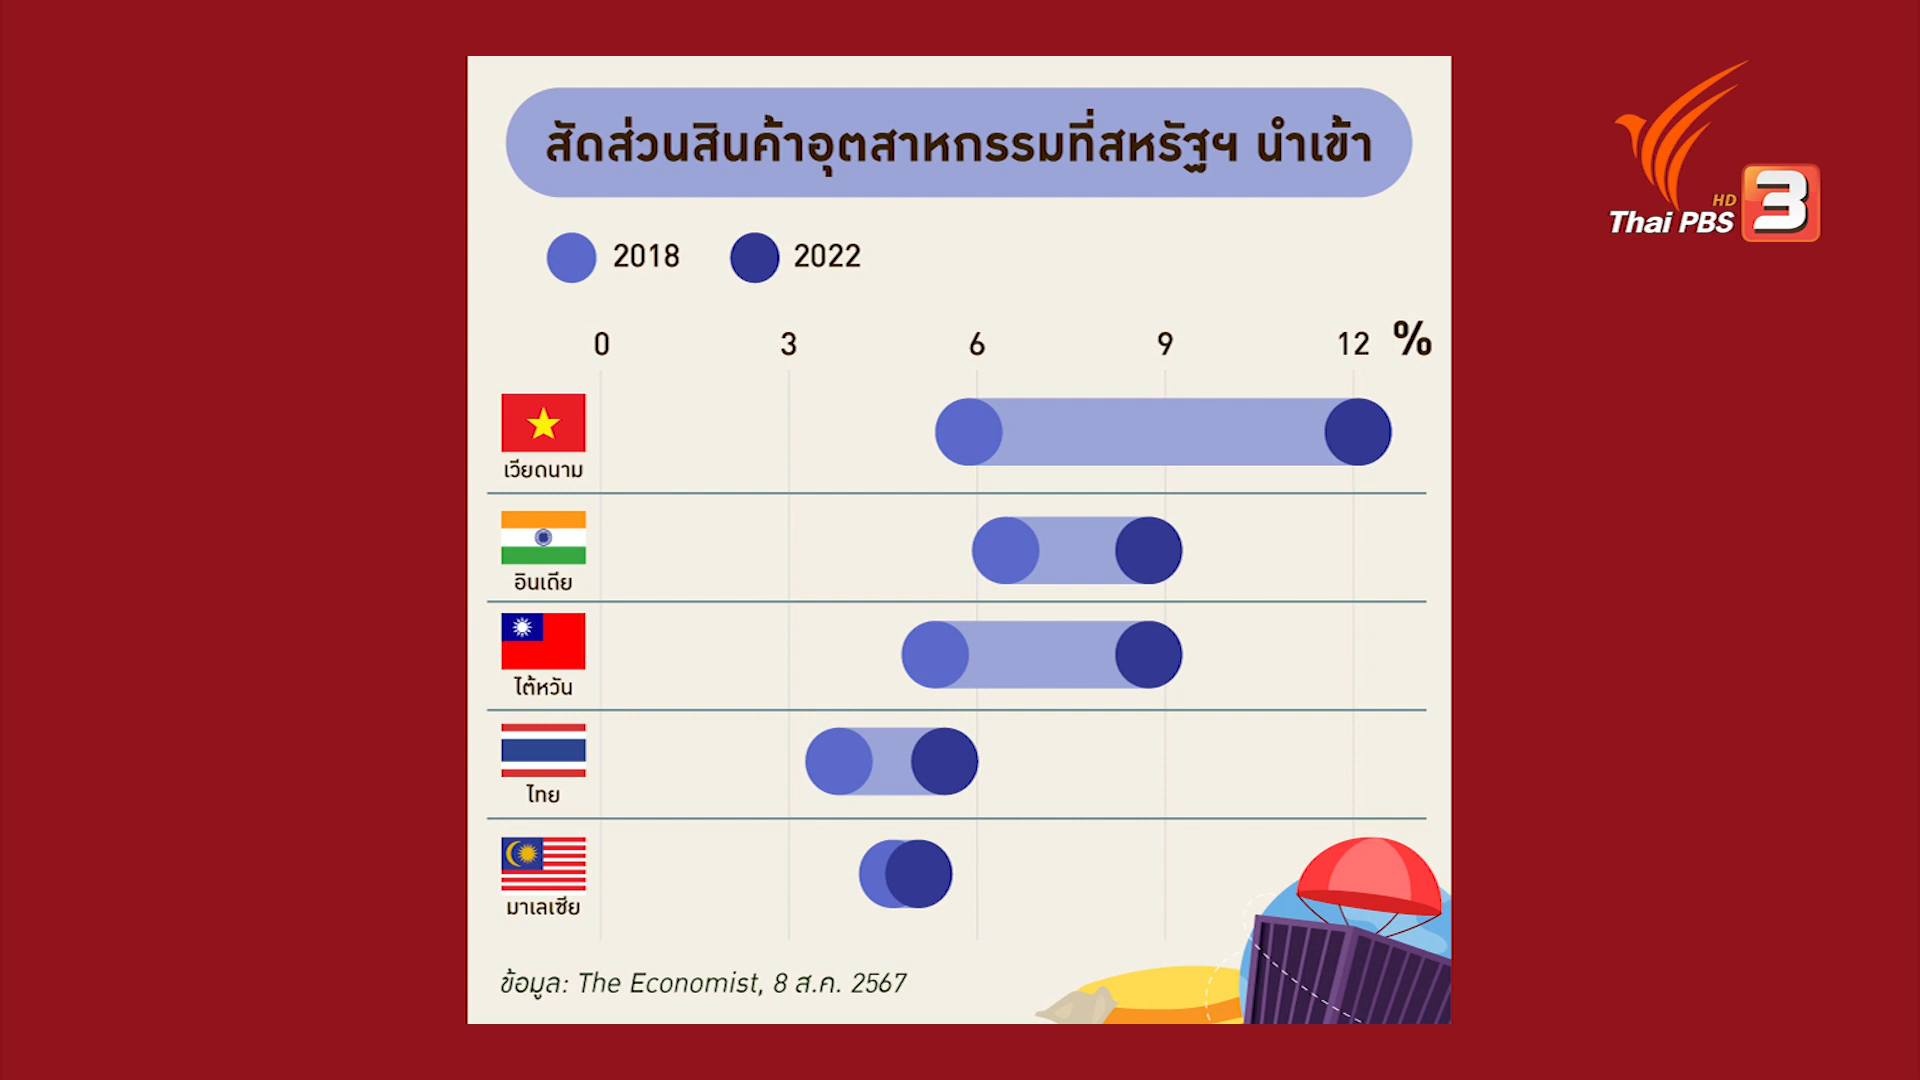 สัดส่วนสินค้าอุตสาหกรรมที่สหรัฐฯ นำเข้า
HD
Thai PBS 3
2018 2022
0 3 6 9 12 %
เวียดนาม
อินเดีย
ไต้หวัน
ไทย
มาเลเซีย
ข้อมูล: The Economist, 8 ส.ค. 2567